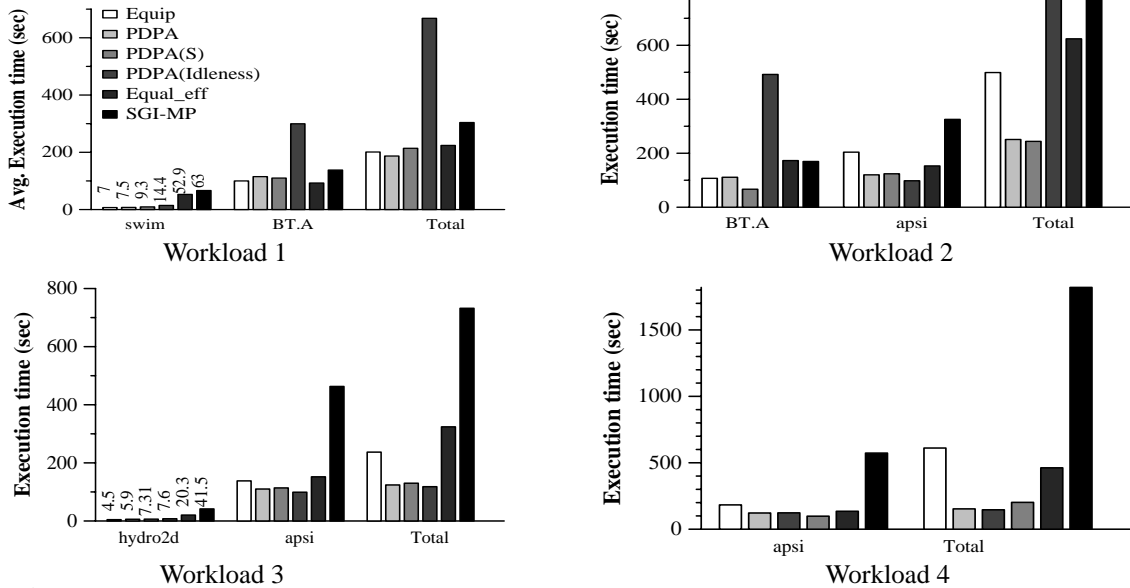 Avg. Execution time (sec)
600
400
200
0
Equip
PDPA
PDPA(S)
PDPA(Idleness)
Equal_eff
SGI-MP
7
7.5
9.3
14.4
52.9
63
swim
BT.A
Total
Workload 1
Execution time (sec)
600
400
200
0
BT.A
apsi
Total
Workload 2
Execution time (sec)
800
600
400
200
0
4.5
5.9
7.31
7.6
20.3
41.5
hydro2d
apsi
Total
Workload 3
Execution time (sec)
1500
1000
500
0
apsi
Total
Workload 4